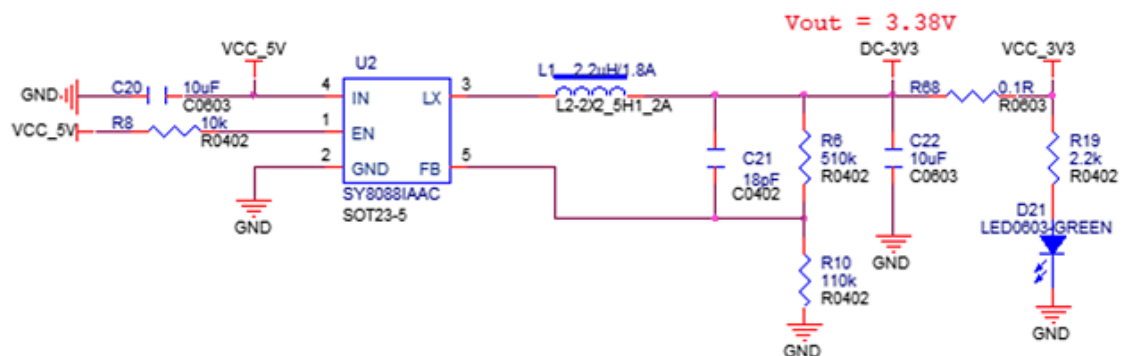 Vout = 3.38V
VCC_5V
DC-3V3
VCC_3V3
U2
C20
10uF
C0603
GND
4
IN
LX
3
L1
2.2uH/1.8A
L2-2X2_5H1_2A
R68
0.1R
R0603
VCC_5V
R8
10k
R0402
1
EN
2
GND
FB
5
SY8088IAAC
SOT23-5
GND
C21
18pF
C0402
R6
510k
R0402
C22
10uF
C0603
R19
2.2k
R0402
D21
LED0603-GREEN
GND
R10
110k
R0402
GND
GND